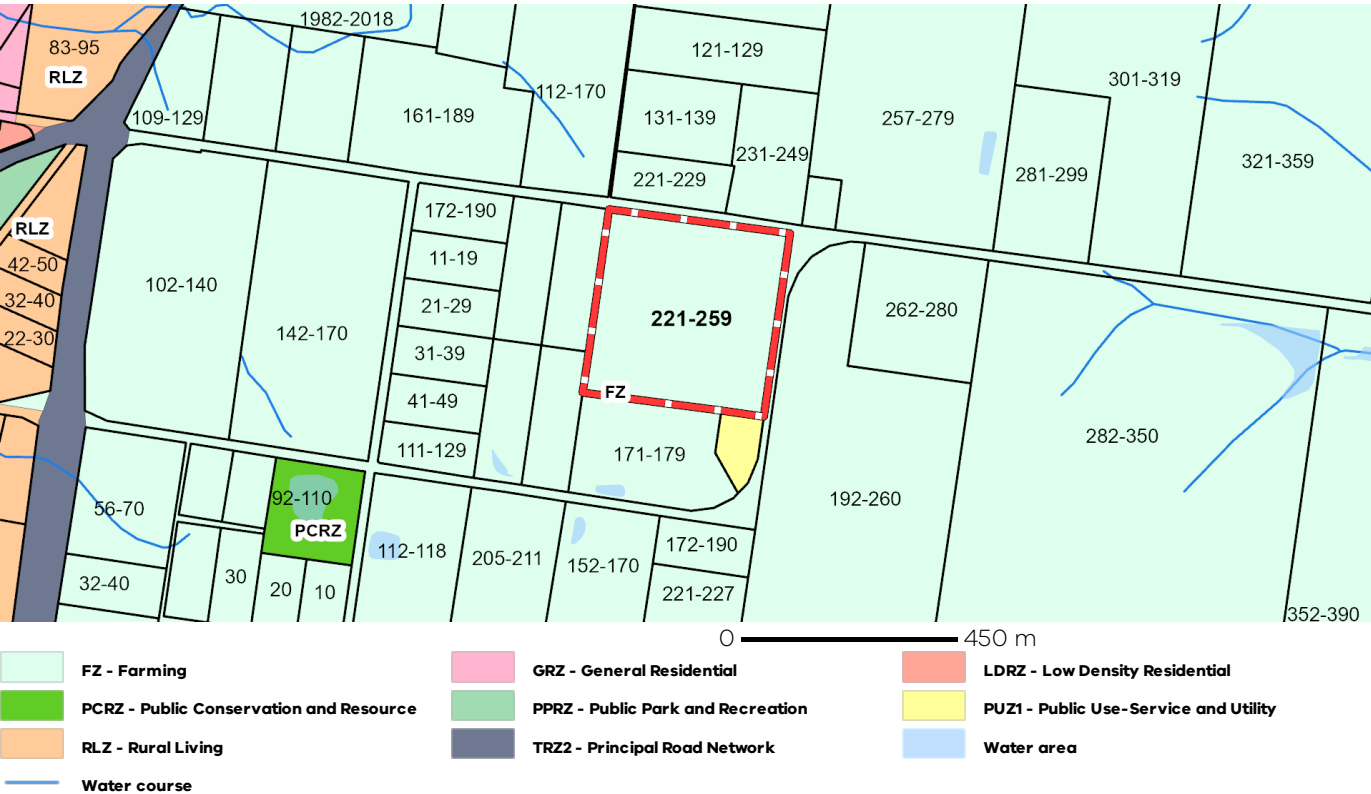 1982-2018
83-95
RLZ
121-129
301-319
112-170
109-129
161-189
131-139
257-279
231-249
321-359
281-299
221-229
172-190
RLZ
11-19
42-50
102-140
32-40
21-29
262-280
221-259
142-170
22-30
31-39
FZ
41-49
282-350
111-129
171-179
92-110
192-260
56-70
PCRZ
172-190
112-118
205-211
152-170
30
32-40
20
10
221-227
352-390
0 450 m
FZ - Farming
GRZ - General Residential
LDRZ - Low Density Residential
PCRZ - Public Conservation and Resource
PPRZ - Public Park and Recreation
PUZ1 - Public Use-Service and Utility
RLZ - Rural Living
TRZ2 - Principal Road Network
Water area
Water course